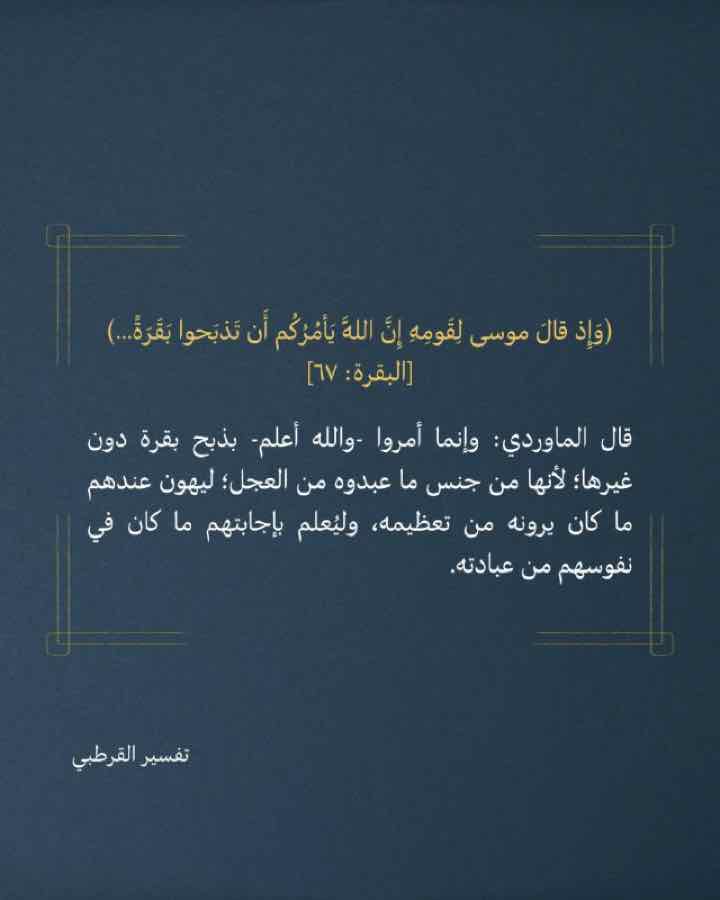 (وَإِذ قالَ موسى لِقَومِهِ إِنَّ اللهَّ يَأمُرُكُم أَن تَذبَحوا بَقَرَةً...)
[البقرة: ٦٧]
قال الماوردي: وإنما أمروا -والله أعلم- بذبح بقرة دون
غيرها؛ لأنها من جنس ما عبدوه من العجل؛ ليهون عندهم
ما كان يرونه من تعظيمه، وليُعلم بإجابتهم ما كان في
نفوسهم من عبادته.
تفسير القرطبي